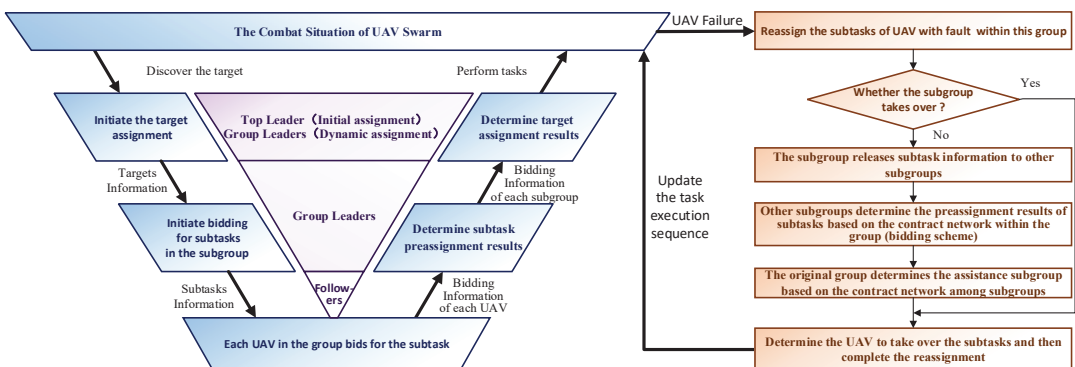 The Combat Situation of UAV Swarm
UAV Failure
Discover the target
Perform tasks
Initiate the target
assignment
Top Leader（Initial assignment）
Group Leaders（Dynamic assignment）
Determine target
assignment results
Targets
Information
Bidding
Information
of each subgroup
Initiate bidding
for subtasks
in the subgroup
Group Leaders
Determine subtask
preassignment results
Subtasks
Information
Follow-
ers
Bidding
Information
of each UAV
Each UAV in the group bids for the subtask
Update
the task
execution
sequence
Reassign the subtasks of UAV with fault within this group
Whether the subgroup
takes over ?
Yes
No
The subgroup releases subtask information to other
subgroups
Other subgroups determine the preassignment results of
subtasks based on the contract network within the
group (bidding scheme)
The original group determines the assistance subgroup
based on the contract network among subgroups
Determine the UAV to take over the subtasks and then
complete the reassignment